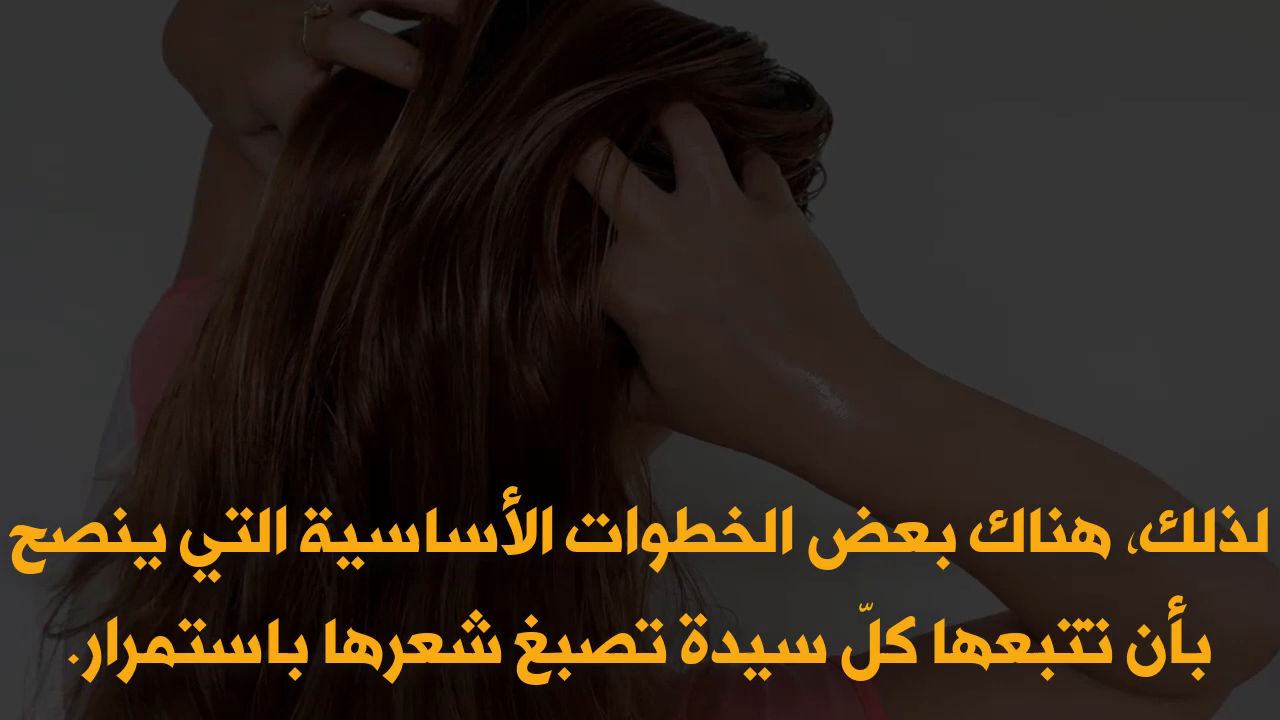 لذلك، هناك بعض الخطوات الأساسية التي ينصح
بأن تتبعها كلّ سيدة تصبغ شعرها باستمرار.